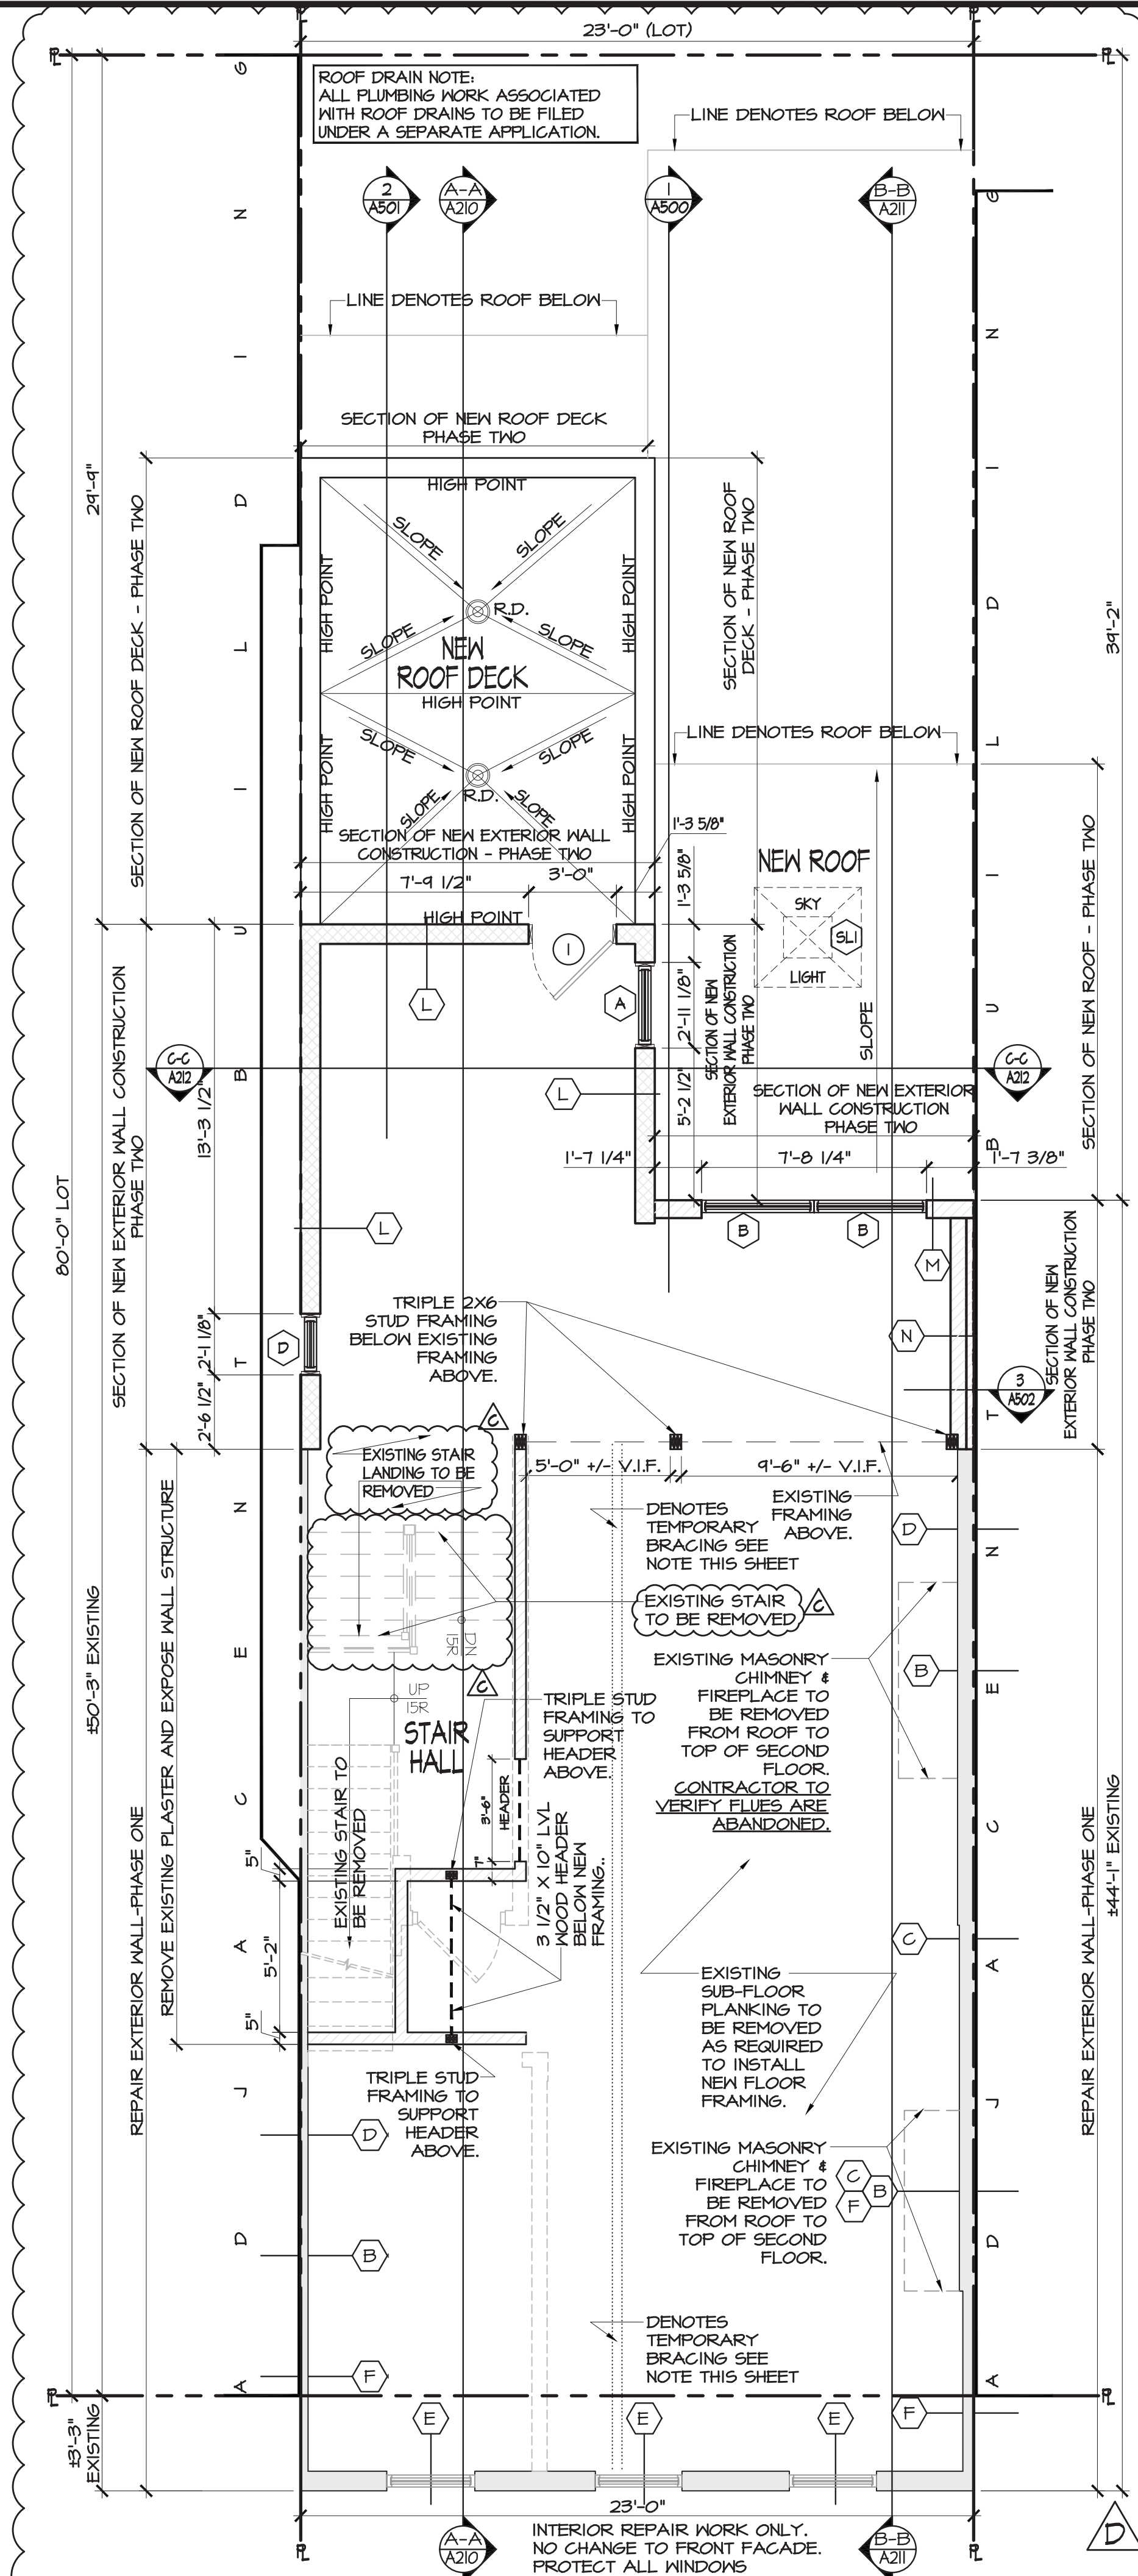 23'-0" (LOT)
ROOF DRAIN NOTE:
ALL PLUMBING WORK ASSOCIATED
WITH ROOF DRAINS TO BE FILED
UNDER A SEPARATE APPLICATION.
LINE DENOTES ROOF BELOW
2
A501
A-A
A210
1
A500
B-B
A211
LINE DENOTES ROOF BELOW
SECTION OF NEW ROOF DECK
PHASE TWO
29'-9"
SECTION OF NEW ROOF DECK - PHASE TWO
ADJACENT BUILDING
HIGH POINT
SLOPE
SLOPE
HIGH POINT
HIGH POINT
R.D.
SLOPE
SLOPE
NEW
ROOF DECK
HIGH POINT
SLOPE
SLOPE
HIGH POINT
HIGH POINT
R.D.
SLOPE
SLOPE
SECTION OF NEW ROOF
DECK - PHASE TWO
39'-2"
ADJACENT BUILDING
LINE DENOTES ROOF BELOW
SECTION OF NEW EXTERIOR WALL
CONSTRUCTION - PHASE TWO
7'-9 1/2"
3'-0"
1'-3 5/8"
1'-3 5/8"
HIGH POINT
NEW ROOF
SKY
LIGHT
SL1
SLOPE
SECTION OF NEW ROOF - PHASE TWO
1
A
L
2'-11 1/8"
SECTION OF NEW
EXTERIOR WALL CONSTRUCTION
PHASE TWO
5'-2 1/2"
L
C-C
A212
C-C
A212
SECTION OF NEW EXTERIOR
WALL CONSTRUCTION
PHASE TWO
1'-7 1/4"
7'-8 1/4"
1'-7 3/8"
SECTION OF NEW EXTERIOR WALL CONSTRUCTION
PHASE TWO
13'-3 1/2"
80'-0" LOT
L
B
B
M
N
TRIPLE 2X6
STUD FRAMING
BELOW EXISTING
FRAMING
ABOVE.
D
2'-1 1/8"
2'-6 1/2"
SECTION OF NEW
EXTERIOR WALL CONSTRUCTION
PHASE TWO
3
A502
C
EXISTING STAIR
LANDING TO BE
REMOVED
5'-0" +/- V.I.F.
9'-6" +/- V.I.F.
DENOTES
TEMPORARY
BRACING SEE
NOTE THIS SHEET
EXISTING
FRAMING
ABOVE.
D
EXISTING STAIR
TO BE REMOVED
C
±50'-3" EXISTING
REMOVE EXISTING PLASTER AND EXPOSE WALL STRUCTURE
REPAIR EXTERIOR WALL-PHASE ONE
DN
15R
C
UP
15R
STAIR
HALL
EXISTING STAIR TO
BE REMOVED
TRIPLE STUD
FRAMING TO
SUPPORT
HEADER
ABOVE.
EXISTING MASONRY
CHIMNEY &
FIREPLACE TO
BE REMOVED
FROM ROOF TO
TOP OF SECOND
FLOOR.
CONTRACTOR TO
VERIFY FLUES ARE
ABANDONED.
B
3'-6"
HEADER
7"
3 1/2" X 10" LVL
WOOD HEADER
BELOW NEW
FRAMING..
5"
5'-2"
5"
C
REPAIR EXTERIOR WALL-PHASE ONE
±44'-1" EXISTING
EXISTING
SUB-FLOOR
PLANKING TO
BE REMOVED
AS REQUIRED
TO INSTALL
NEW FLOOR
FRAMING.
TRIPLE STUD
FRAMING TO
SUPPORT
HEADER
ABOVE.
D
B
F
EXISTING MASONRY
CHIMNEY &
FIREPLACE TO
BE REMOVED
FROM ROOF TO
TOP OF SECOND
FLOOR.
C
B
F
DENOTES
TEMPORARY
BRACING SEE
NOTE THIS SHEET
±3'-3"
EXISTING
E
E
E
F
23'-0"
A-A
A210
INTERIOR REPAIR WORK ONLY.
NO CHANGE TO FRONT FACADE.
PROTECT ALL WINDOWS
B-B
A211
D